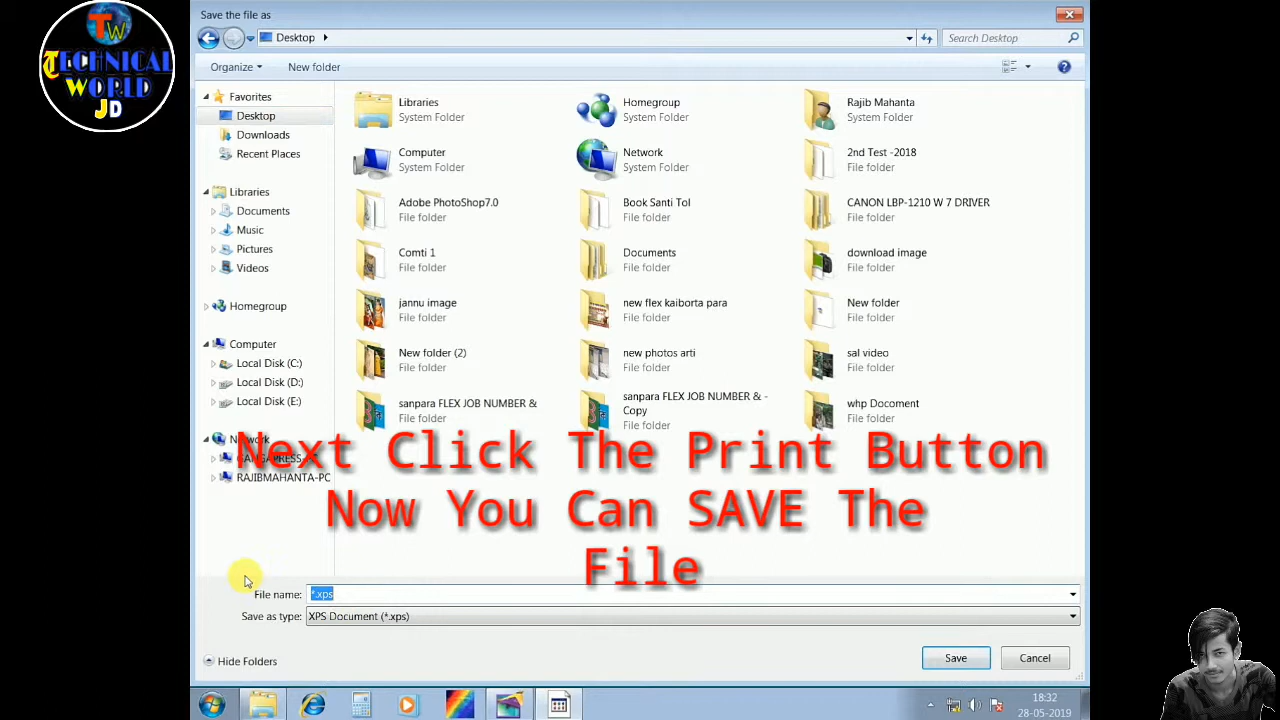 TW
TECHNICAL
WORLD
JD
Save the file as
Desktop
Search Desktop
Organize
New folder
Favorites
Desktop
Downloads
Recent Places
Libraries
Documents
Music
Pictures
Videos
Homegroup
Computer
Local Disk (C:)
Local Disk (D:)
Local Disk (E:)
Network
RAJIBMAHANTA-PC
Libraries
System Folder
Homegroup
System Folder
Rajib Mahanta
System Folder
Computer
System Folder
Network
System Folder
2nd Test -2018
File folder
Adobe PhotoShop7.0
File folder
Book Santi Tol
File folder
CANON LBP-1210 W 7 DRIVER
File folder
Comti 1
File folder
Documents
File folder
download image
File folder
jannu image
File folder
new flex kaiborta para
File folder
New folder
File folder
New folder (2)
File folder
new photos arti
File folder
sal video
File folder
sanpara FLEX JOB NUMBER &
File folder
sanpara FLEX JOB NUMBER & -
Copy
File folder
whp Docoment
File folder
Next Click The Print Button
Now You Can SAVE The
File
File name: *.xps
Save as type: XPS Document (*.xps)
Hide Folders
Save
Cancel
18:32
28-05-2019